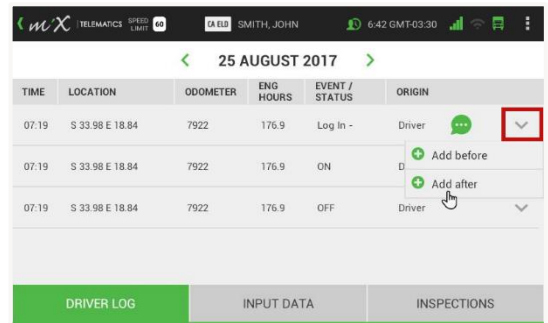 miX TELEMATICS SPEED LIMIT 60 CA ELD SMITH, JOHN 6:42 GMT-03:30
25 AUGUST 2017
TIME LOCATION ODOMETER ENG HOURS EVENT / STATUS ORIGIN
07:19 S 33.98 E 18.84 7922 176.9 Log In - Driver
Add before
07:19 S 33.98 E 18.84 7922 176.9 ON D
Add after
07:19 S 33.98 E 18.84 7922 176.9 OFF Driver
DRIVER LOG INPUT DATA INSPECTIONS